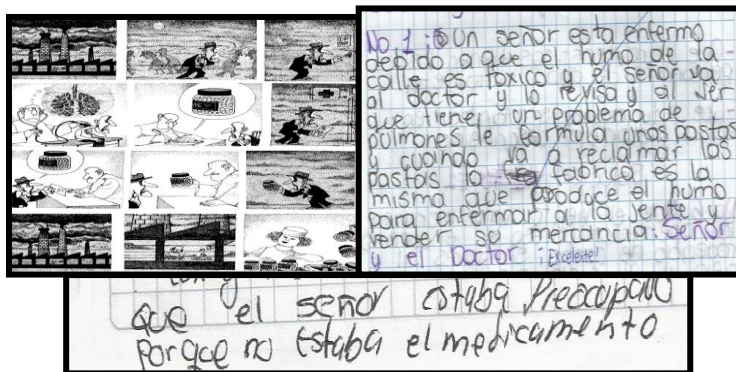 No. 1: Un señor esta enfermo
debido a que el humo de la
calle es toxico y el señor va
al doctor y lo revisa y al ver
que tiene un problema de
pulmones le formula unas pastas
y cuando va a reclamar las
pastas la fabrica es la
misma que produce el humo
para enfermar a la jente y
vender su mercancia. Señor
y el Doctor ¡Excelente!
que el señor estaba Preocupado
porque no estaba el medicamento